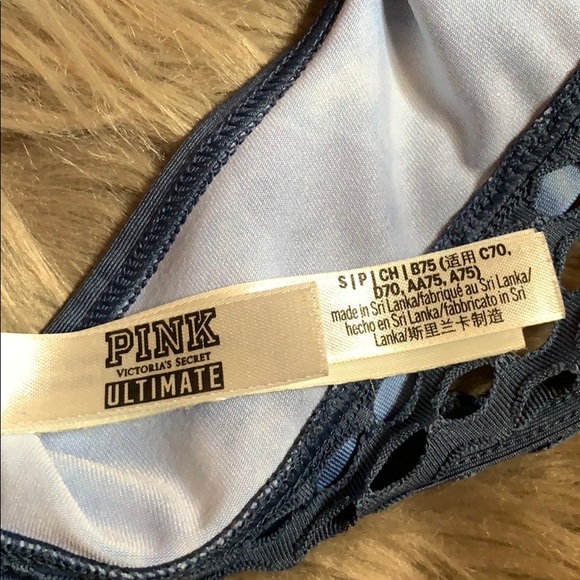 PINK
VICTORIA'S SECRET
ULTIMATE
S | P | CH | B75 (适用 C70,
D70, AA75, A75)
made in Sri Lanka/fabriqué au Sri Lanka/
hecho en Sri Lanka/fabbricato in Sri
Lanka/斯里兰卡制造